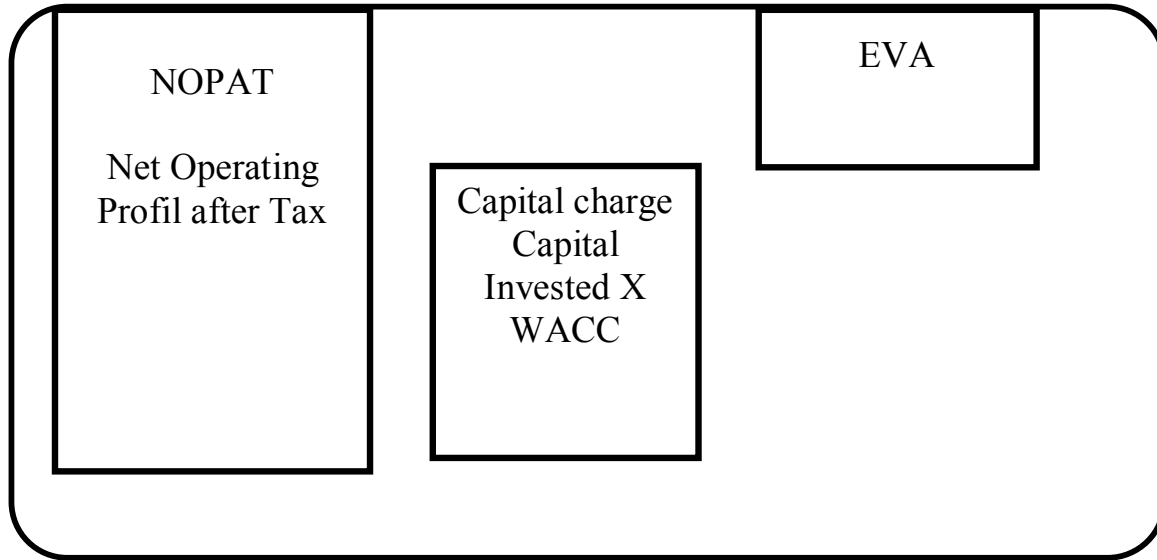 NOPAT
Net Operating
Profil after Tax
Capital charge
Capital
Invested X
WACC
EVA